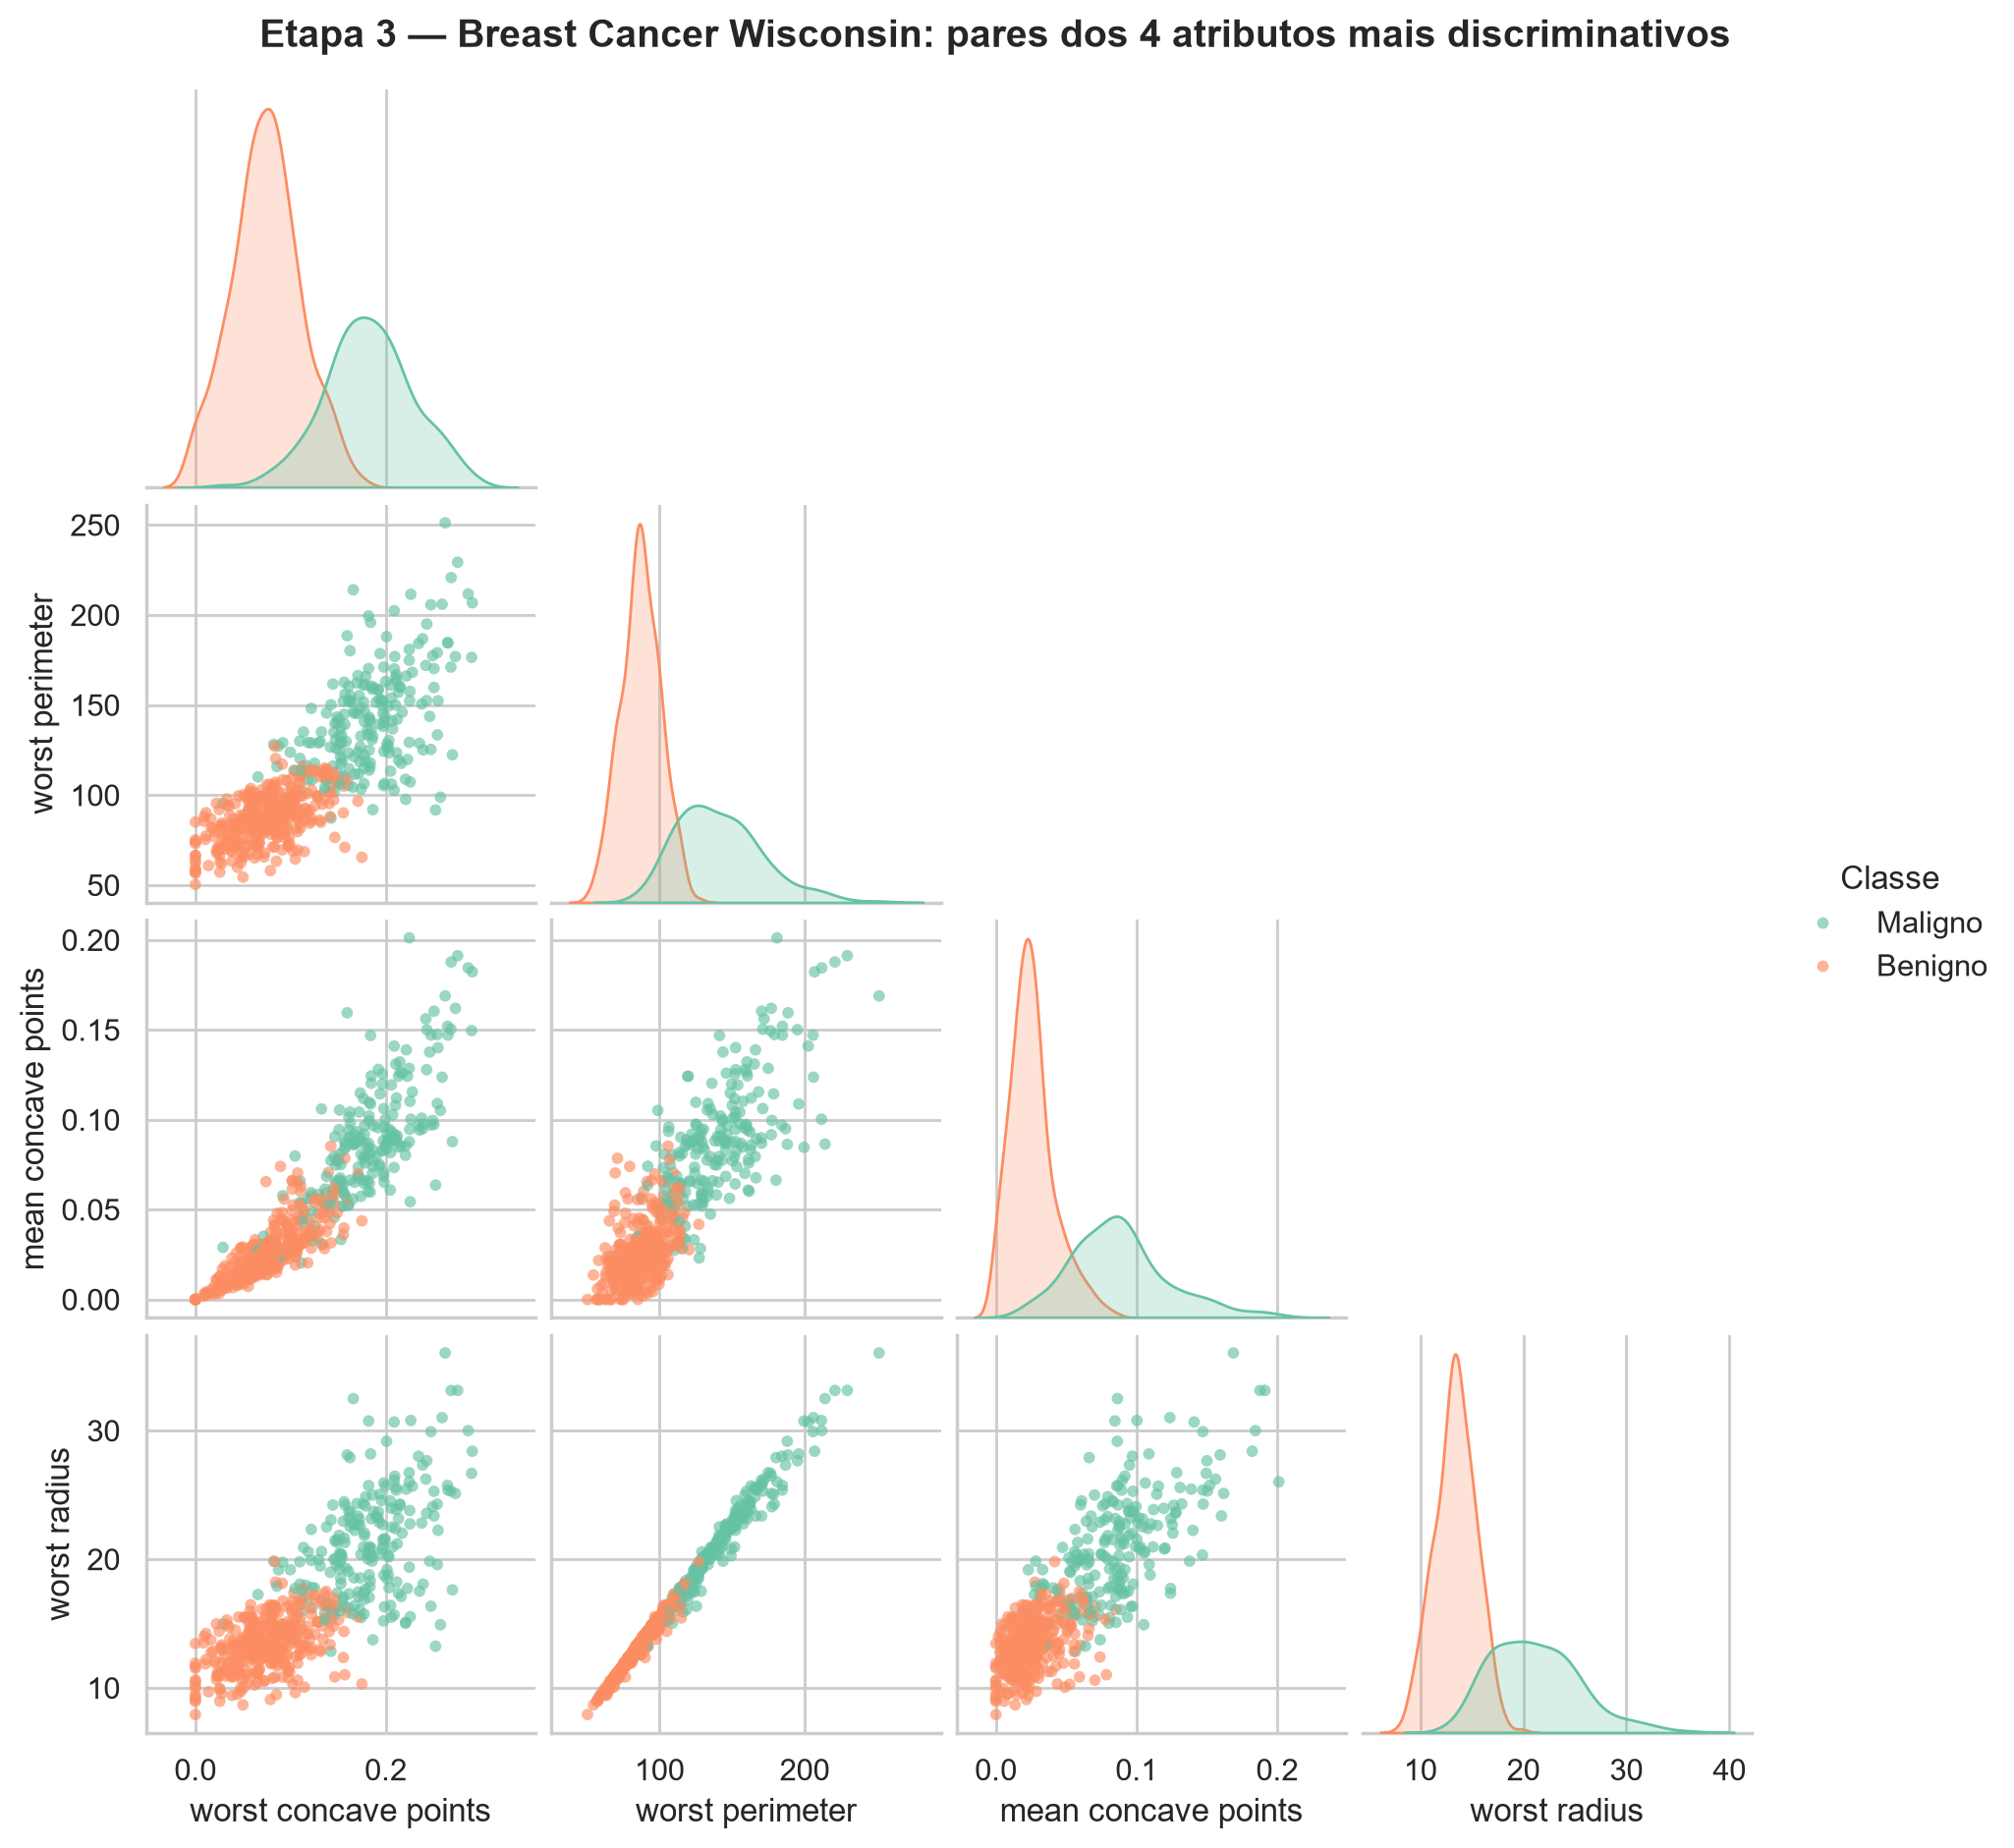 Etapa 3 — Breast Cancer Wisconsin: pares dos 4 atributos mais discriminativos
250
200
150
100
50
worst perimeter
0.20
0.15
0.10
0.05
0.00
mean concave points
30
20
10
worst radius
0.0 0.2
100 200
0.0 0.1 0.2
10 20 30 40
worst concave points
worst perimeter
mean concave points
worst radius
Classe
Maligno
Benigno